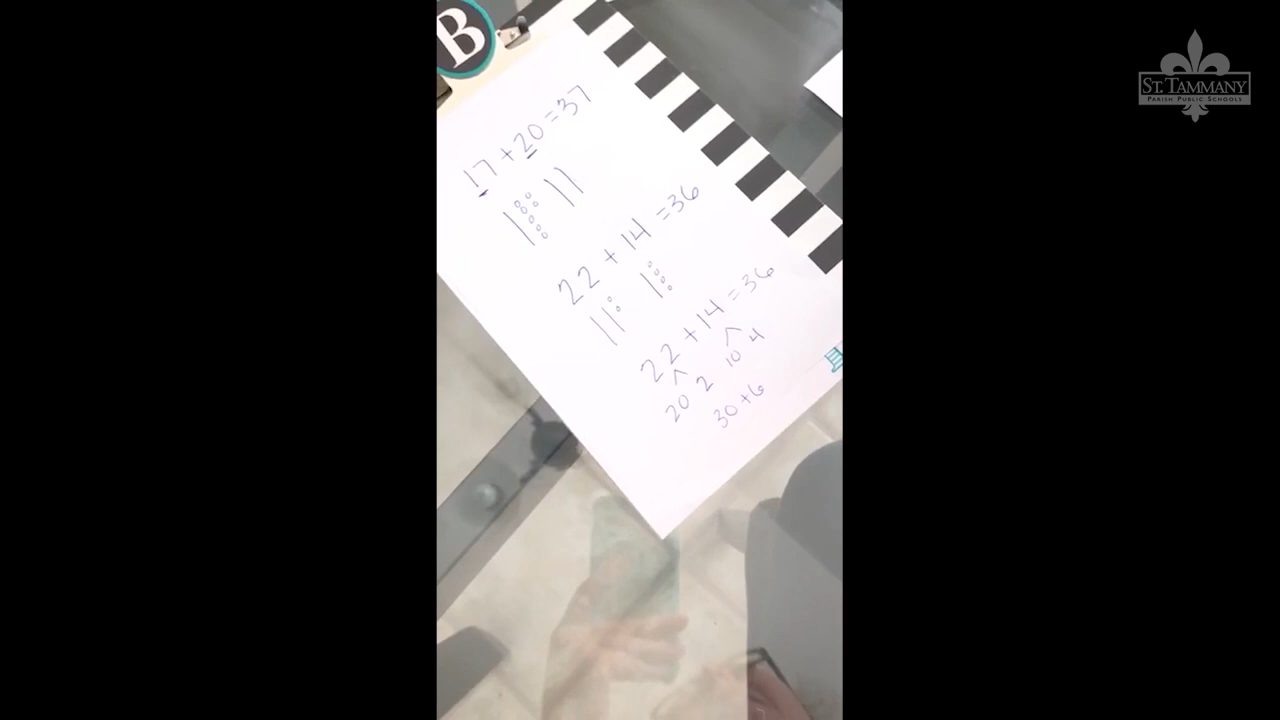 B
17 + 20 = 37
22 + 14 = 36
22 + 14 = 36
20 2 10 4
30 + 6
ST. TAMMANY
PARISH PUBLIC SCHOOLS